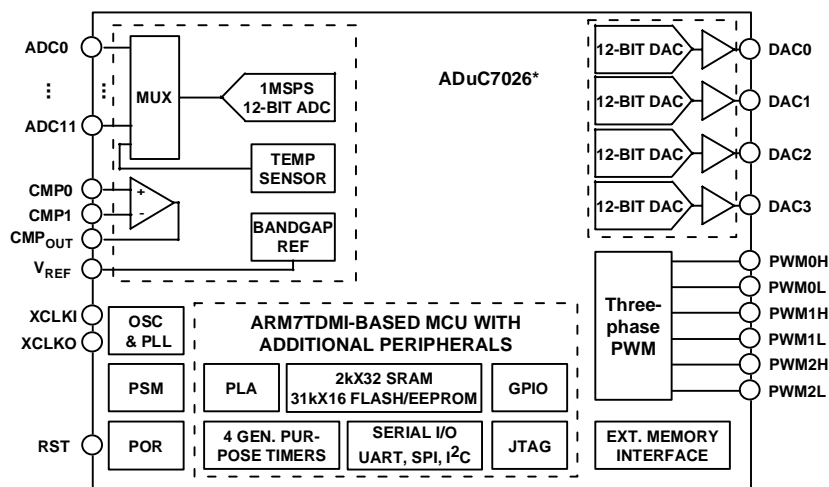 ADC0
...
...
ADC11
MUX
1MSPS
12-BIT ADC
TEMP
SENSOR
CMP0
CMP1
CMPOUT
+
-
BANDGAP
REF
VREF
ADuC7026*
12-BIT DAC
DAC0
12-BIT DAC
DAC1
12-BIT DAC
DAC2
12-BIT DAC
DAC3
XCLKI
XCLKO
OSC
& PLL
PSM
RST
POR
ARM7TDMI-BASED MCU WITH
ADDITIONAL PERIPHERALS
PLA
2kX32 SRAM
31kX16 FLASH/EEPROM
GPIO
4 GEN. PUR-
POSE TIMERS
SERIAL I/O
UART, SPI, I2C
JTAG
Three-
phase
PWM
PWM0H
PWM0L
PWM1H
PWM1L
PWM2H
PWM2L
EXT. MEMORY
INTERFACE